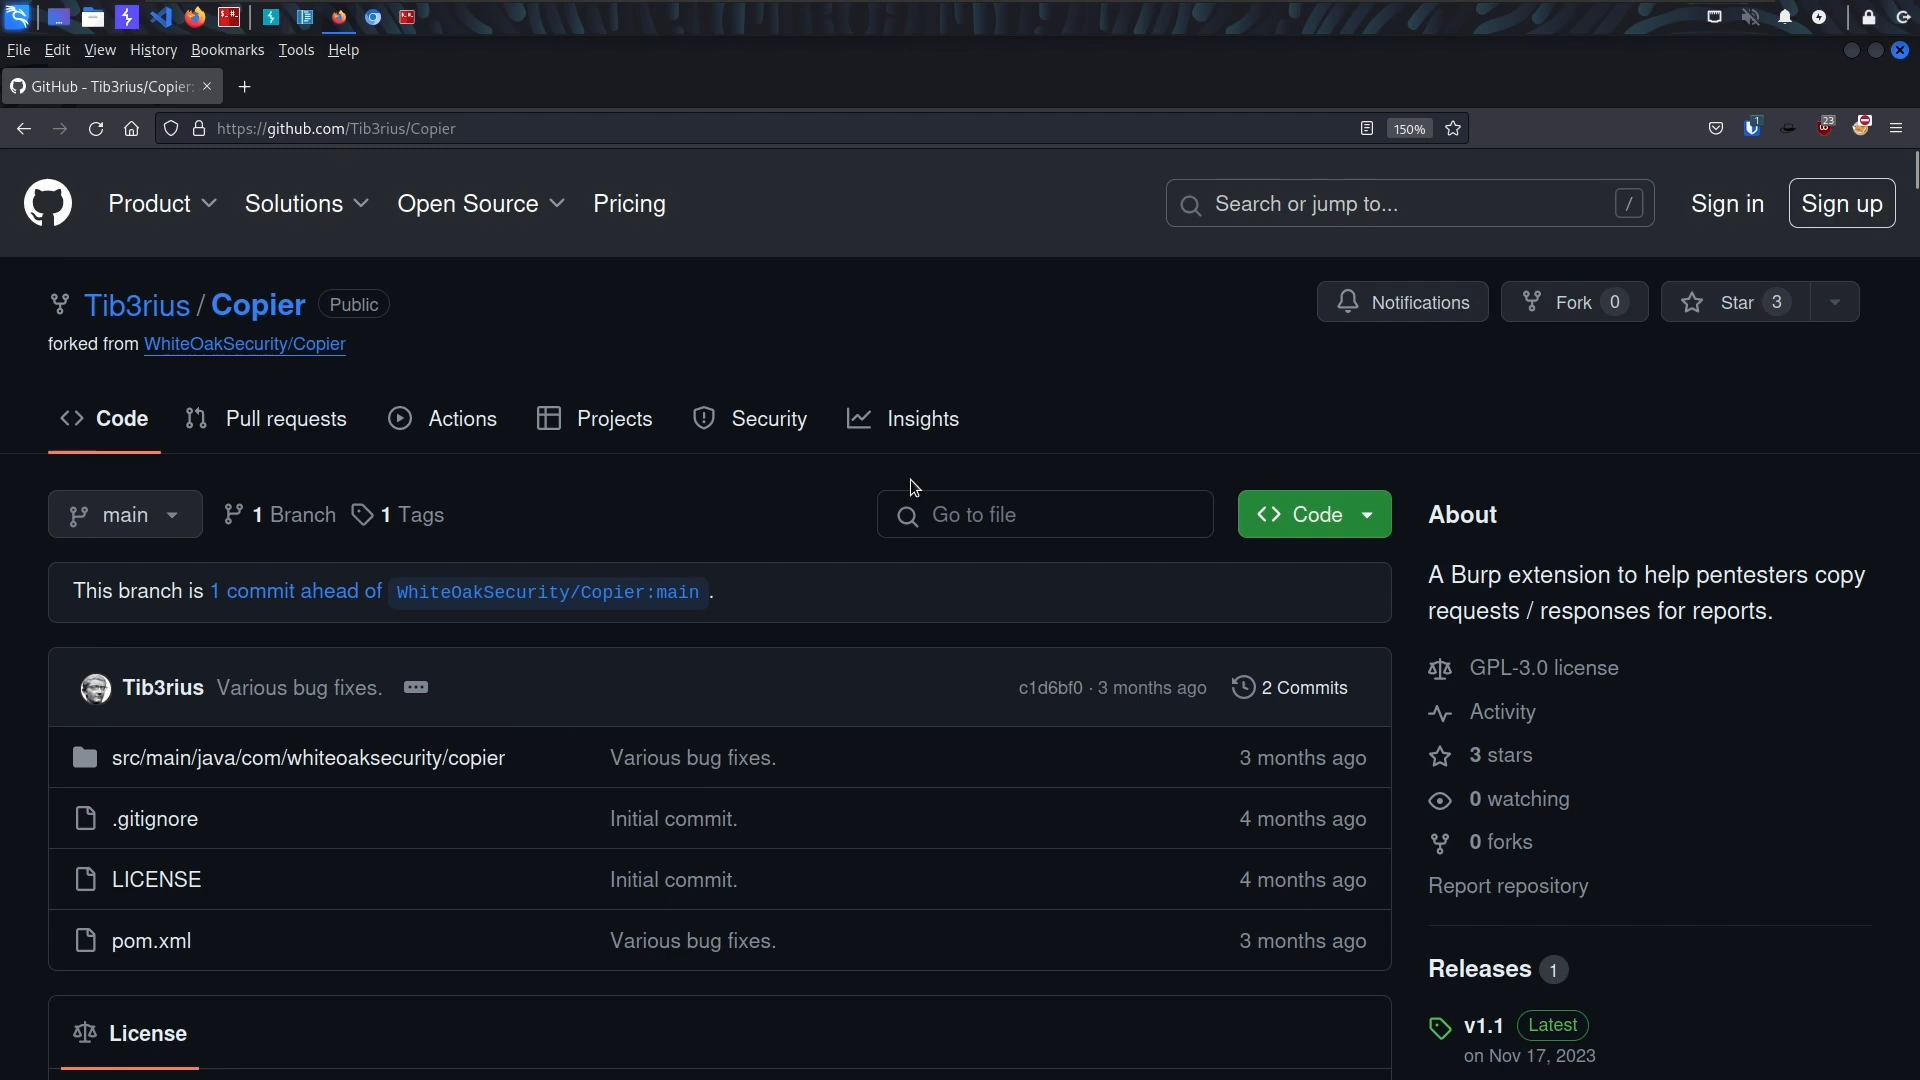 File Edit View History Bookmarks Tools Help
GitHub - Tib3rius/Copier:
https://github.com/Tib3rius/Copier
150%
1
23
Product
Solutions
Open Source
Pricing
Search or jump to...
/
Sign in
Sign up
Tib3rius / Copier
Public
forked from WhiteOakSecurity/Copier
Notifications
Fork 0
Star 3
Code
Pull requests
Actions
Projects
Security
Insights
main
1 Branch
1 Tags
Go to file
Code
This branch is 1 commit ahead of WhiteOakSecurity/Copier:main .
Tib3rius Various bug fixes.
c1d6bf0 · 3 months ago
2 Commits
src/main/java/com/whiteoaksecurity/copier Various bug fixes. 3 months ago
.gitignore Initial commit. 4 months ago
LICENSE Initial commit. 4 months ago
pom.xml Various bug fixes. 3 months ago
License
About
A Burp extension to help pentesters copy
requests / responses for reports.
GPL-3.0 license
Activity
3 stars
0 watching
0 forks
Report repository
Releases 1
v1.1 Latest
on Nov 17, 2023